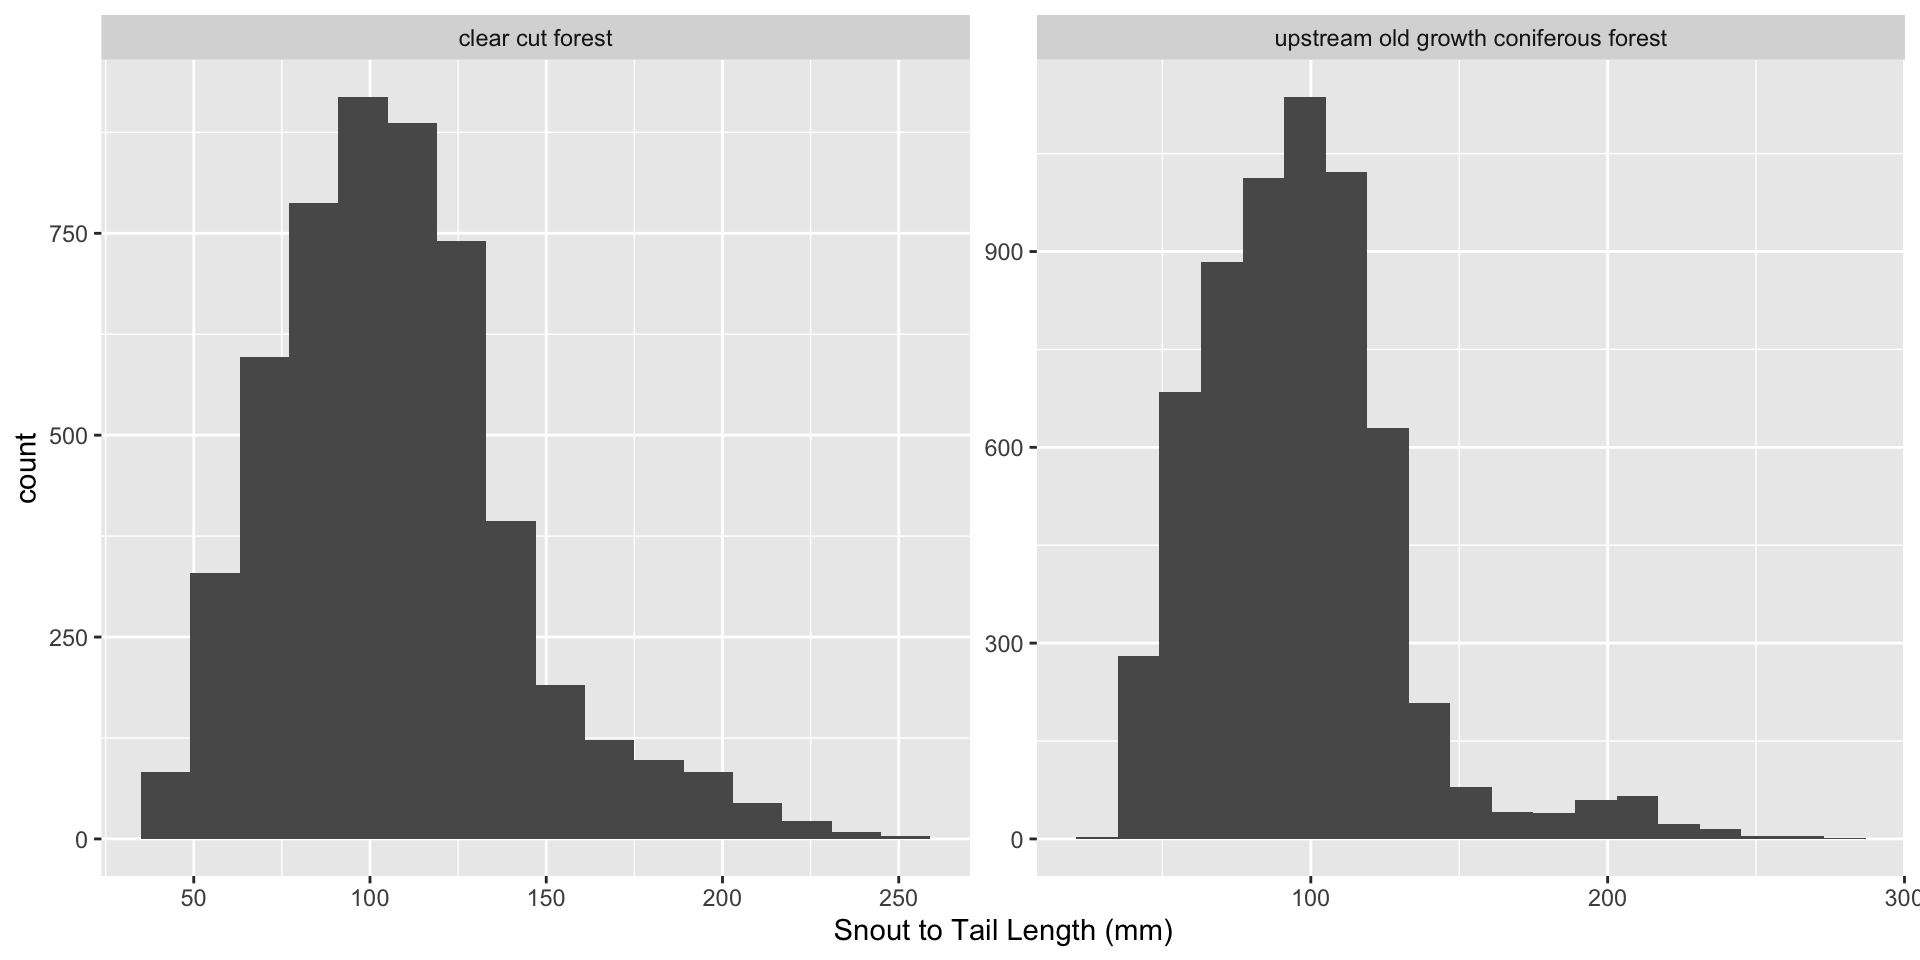 clear cut forest
upstream old growth coniferous forest
count
750
500
250
0
900
600
300
0
50 100 150 200 250
100 200 300
Snout to Tail Length (mm)